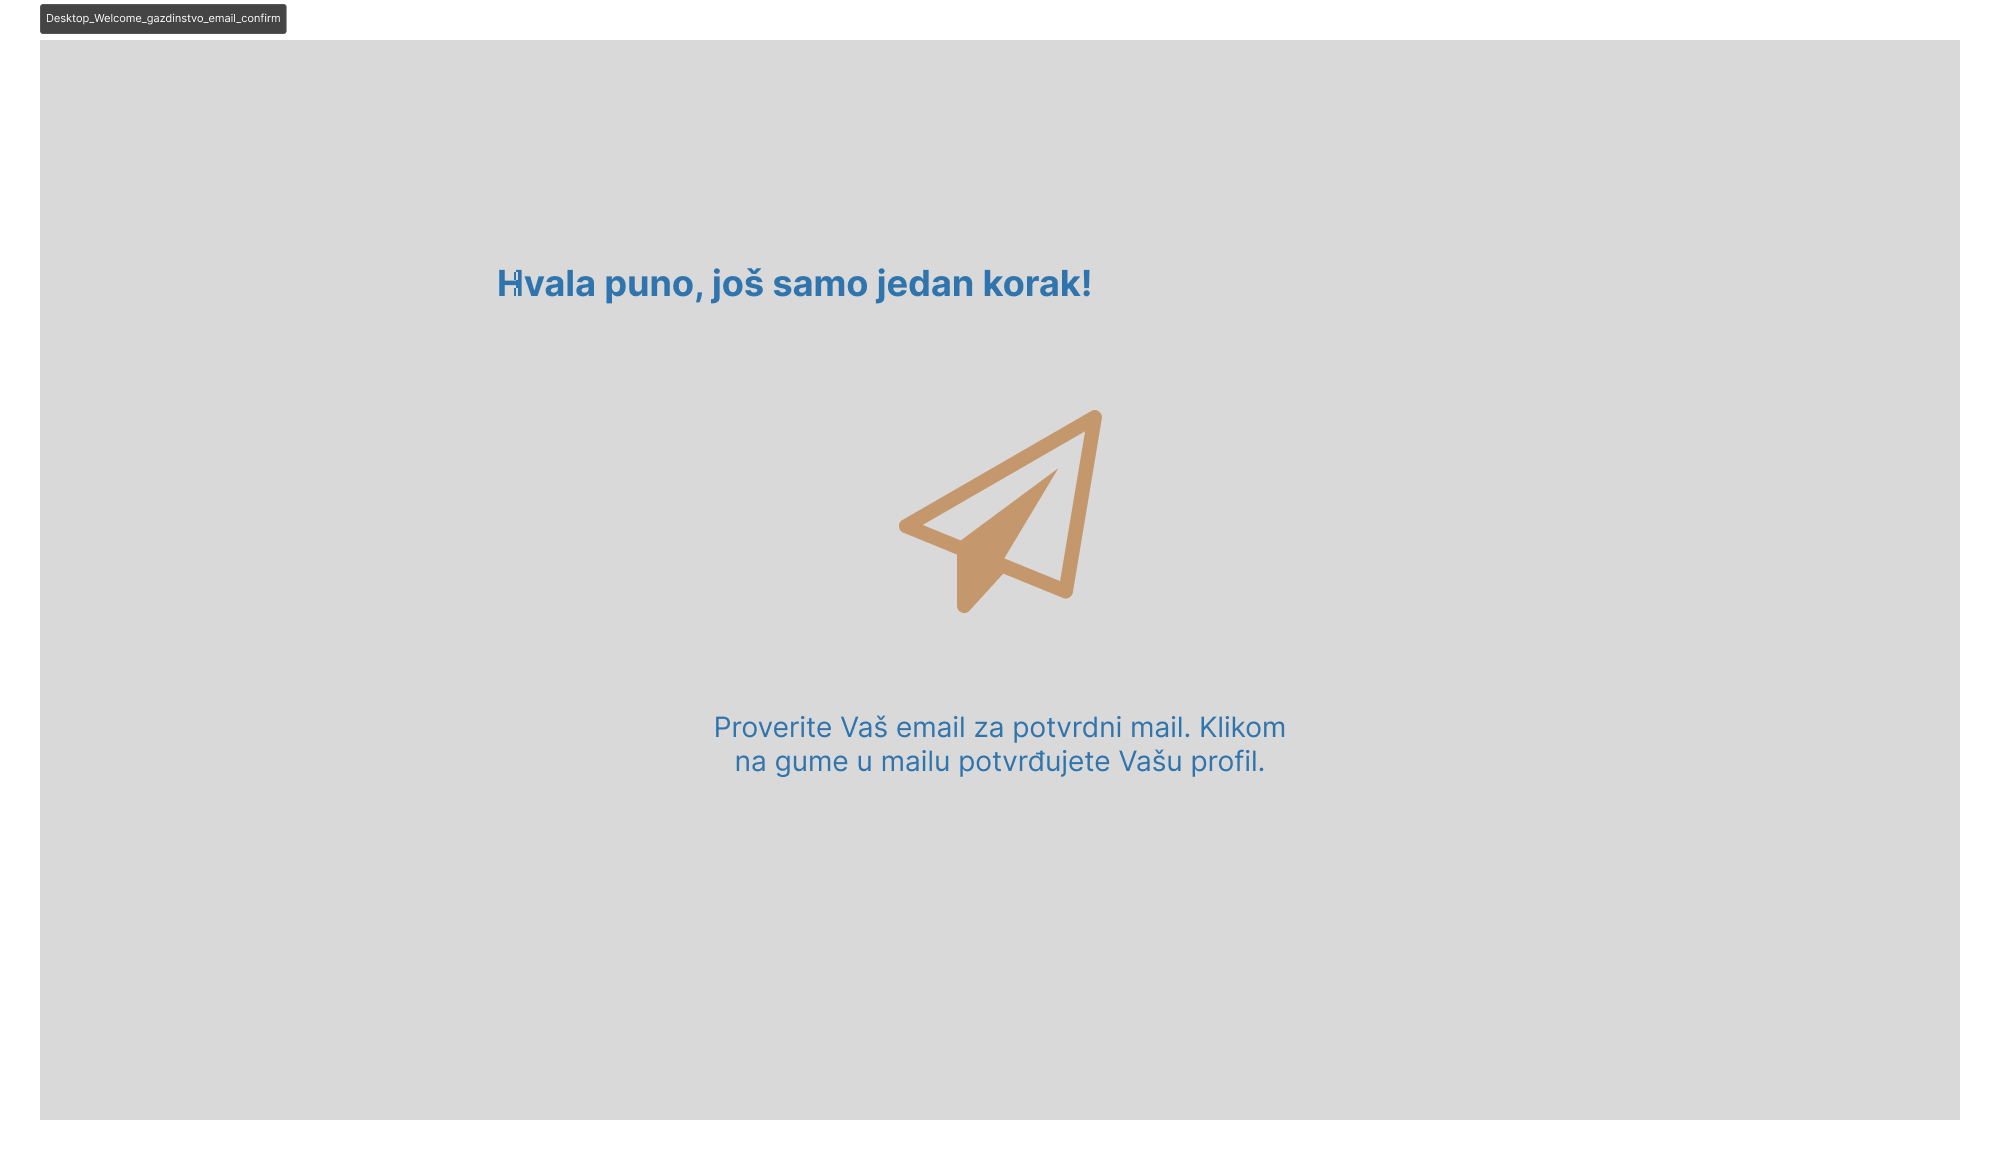 Desktop_Welcome_gazdinstvo_email_confirm
Hvala puno, još samo jedan korak!
Proverite Vaš email za potvrdni mail. Klikom
na gume u mailu potvrđujete Vašu profil.